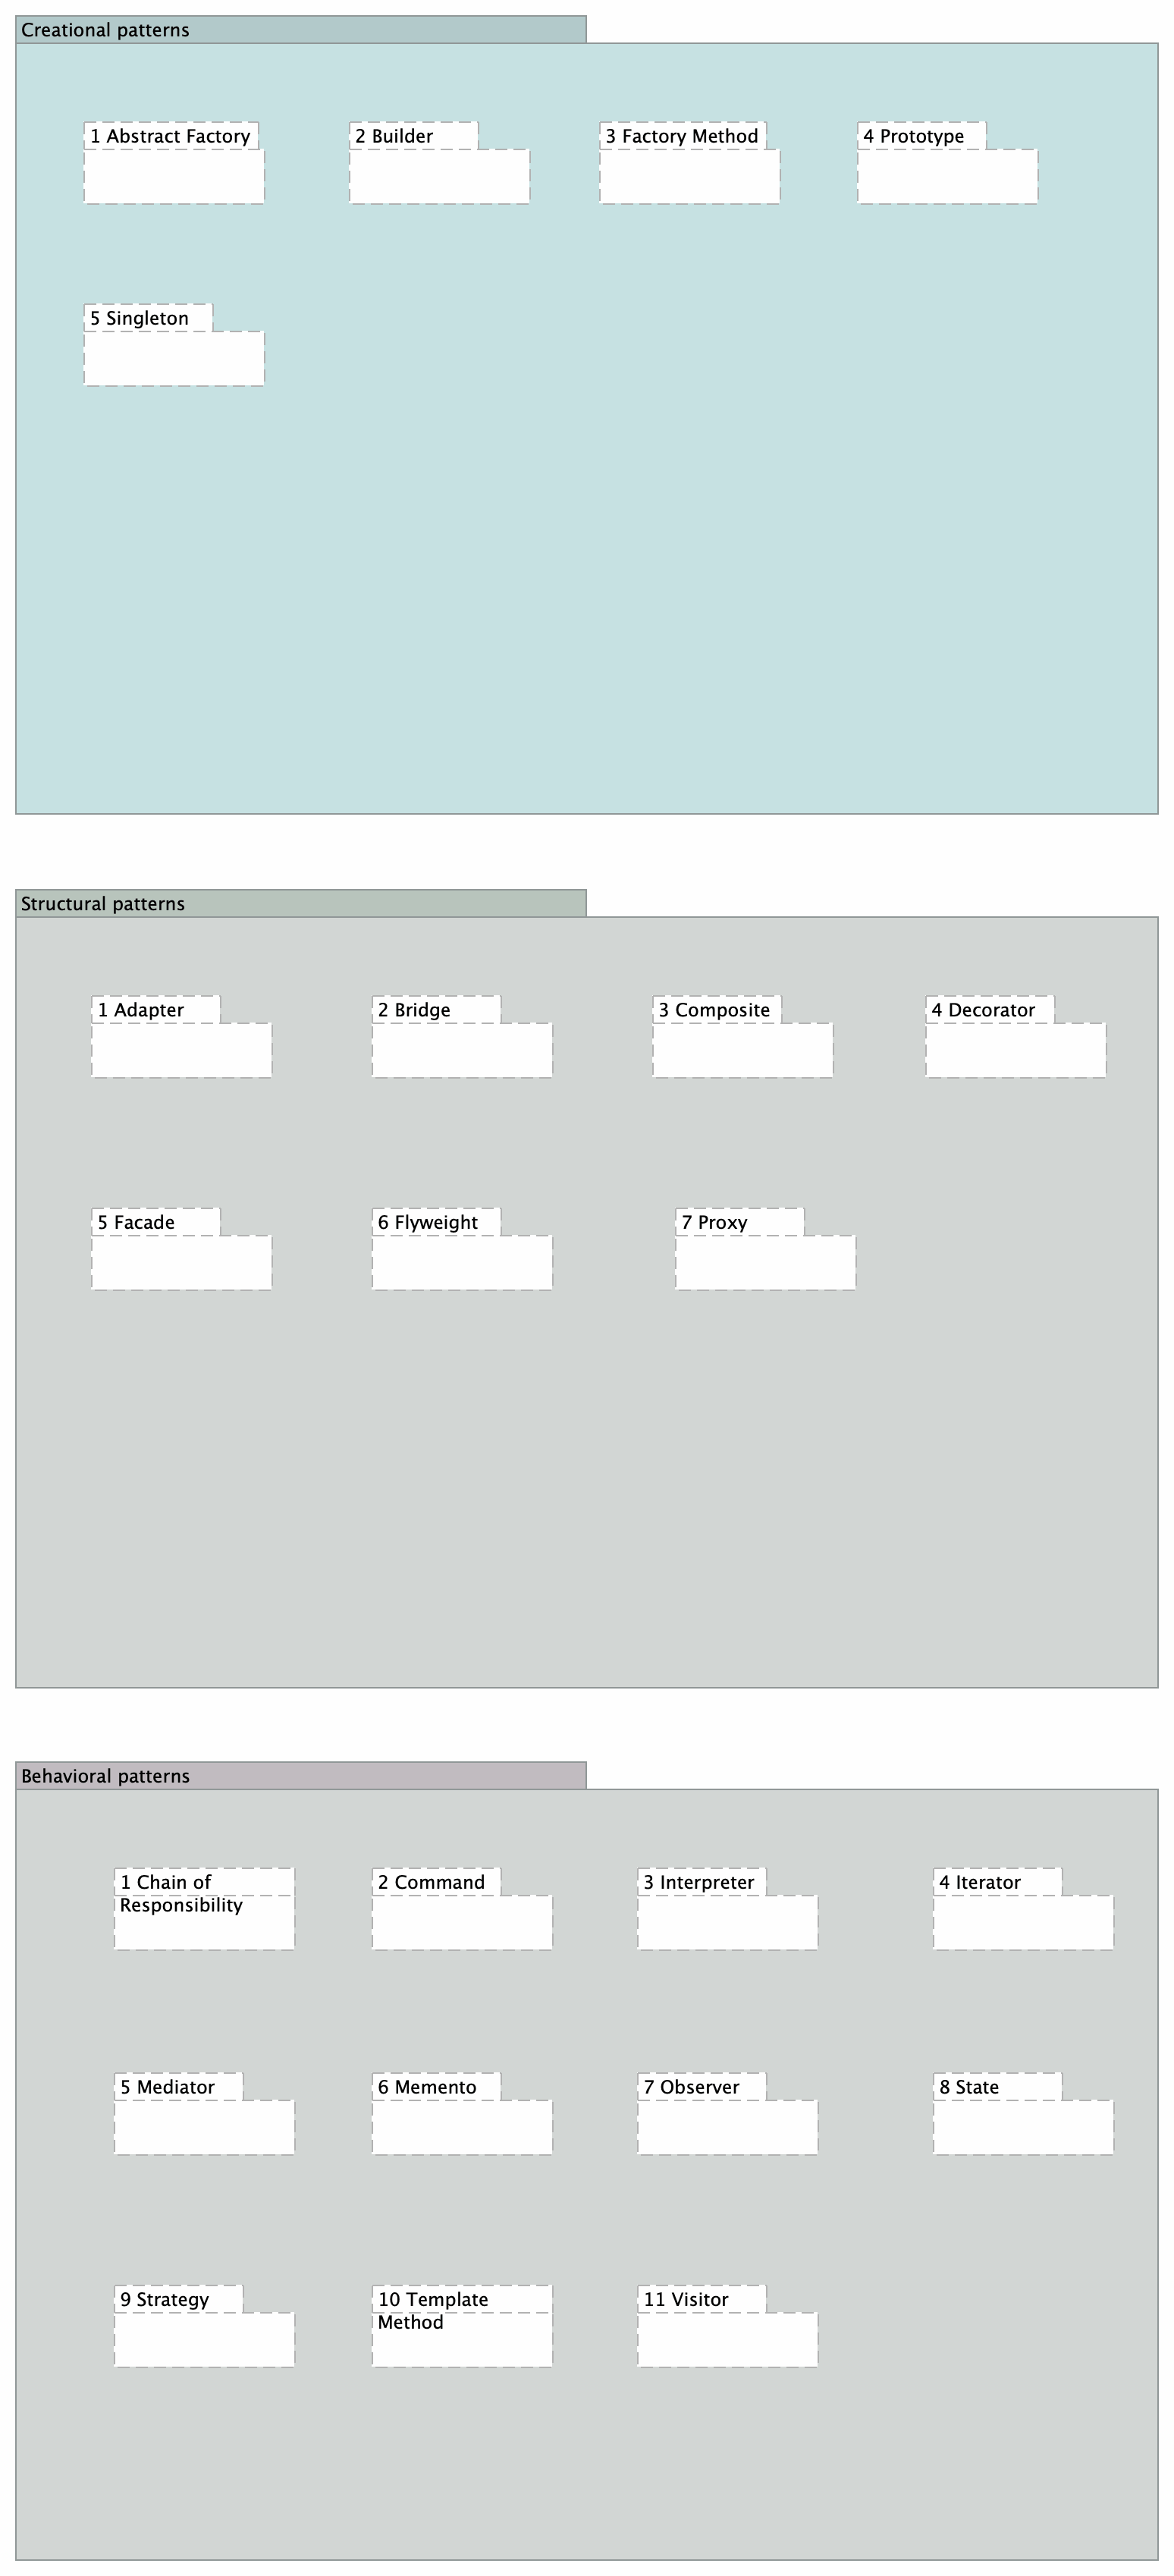 Creational patterns
1 Abstract Factory
2 Builder
3 Factory Method
4 Prototype
5 Singleton
Structural patterns
1 Adapter
2 Bridge
3 Composite
4 Decorator
5 Facade
6 Flyweight
7 Proxy
Behavioral patterns
1 Chain of
Responsibility
2 Command
3 Interpreter
4 Iterator
5 Mediator
6 Memento
7 Observer
8 State
9 Strategy
10 Template
Method
11 Visitor